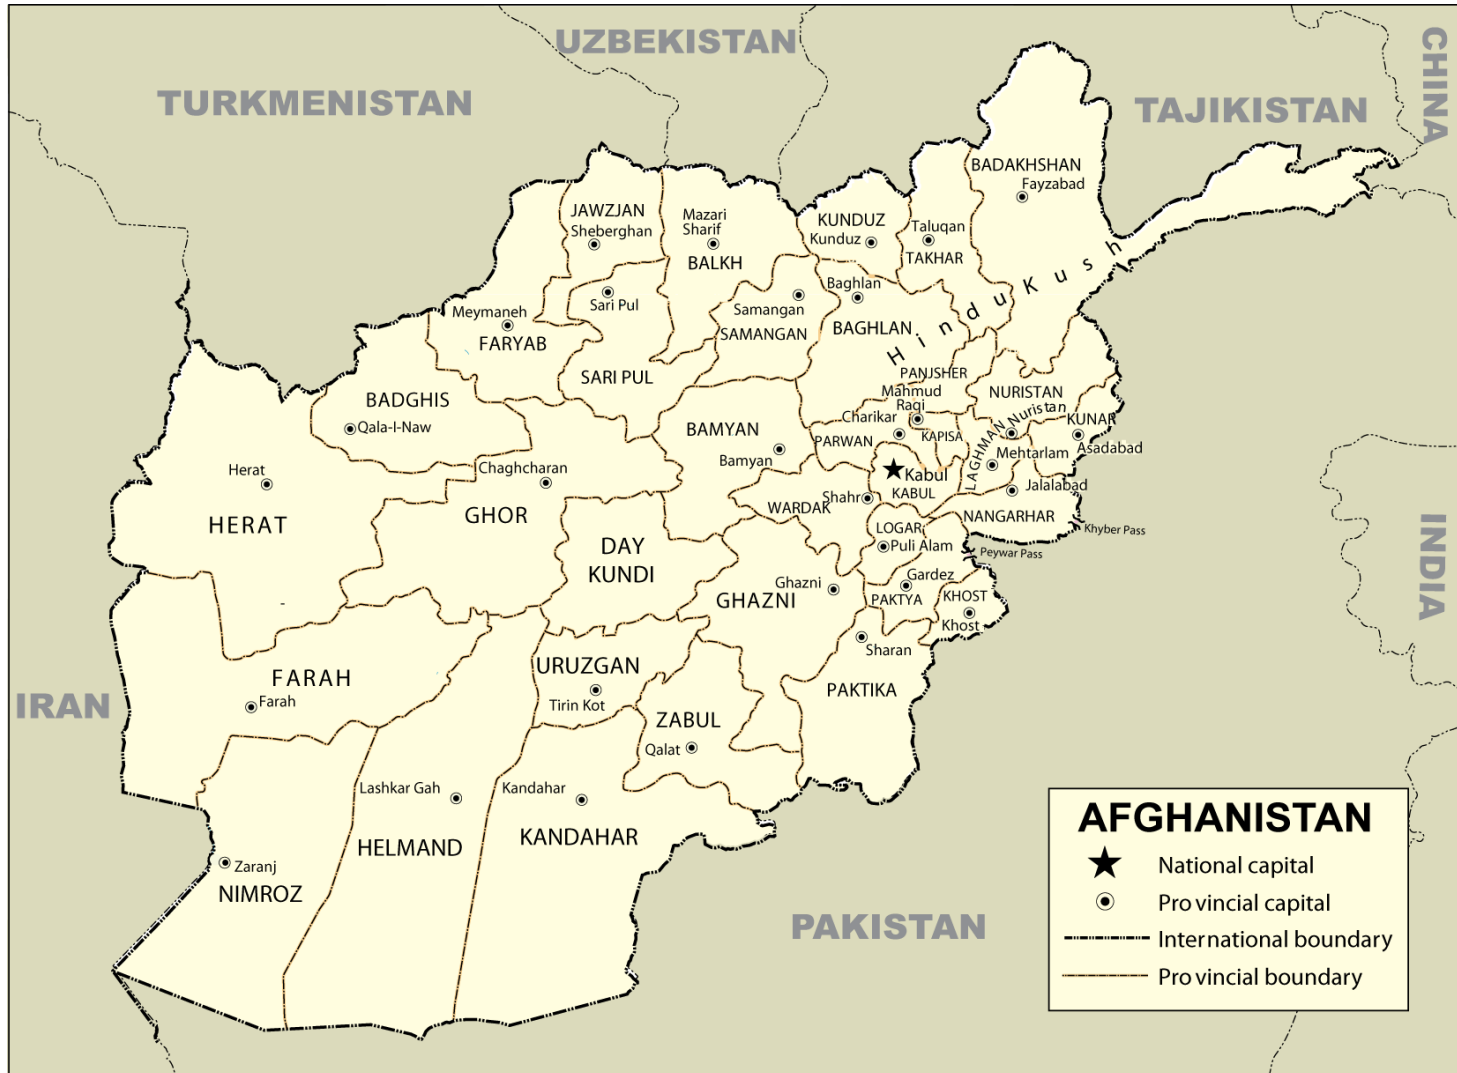 UZBEKISTAN
TURKMENISTAN
TAJIKISTAN
CHINA
BADAKHSHAN
Fayzabad
JAWZJAN
Sheberghan
Mazari
Sharif
BALKH
KUNDUZ
Kunduz
Taluqan
TAKHAR
Hindu Kush
Sari Pul
Samangan
SAMANGAN
Baghlan
BAGHLAN
Meymaneh
FARYAB
SARI PUL
PANJSHER
NURISTAN
Nuristan
BADGHIS
Qala-I-Naw
BAMYAN
Bamyan
Mahmud
Raqi
Charikar
PARWAN
KAPISA
LAGHMAN
Mehtarlam
KUNAR
Asadabad
Herat
HERAT
Chaghcharan
GHOR
Kabul
KABUL
WARDAK
Shahr
Jalalabad
NANGARHAR
Khyber Pass
Peywar Pass
INDIA
DAY
KUNDI
LOGAR
Puli Alam
Ghazni
GHAZNI
Gardez
PAKTYA
KHOST
Khost
Sharan
PAKTIKA
IRAN
FARAH
Farah
URUZGAN
Tirin Kot
ZABUL
Qalat
Lashkar Gah
HELMAND
Kandahar
KANDAHAR
Zaranj
NIMROZ
PAKISTAN
AFGHANISTAN
National capital
Provincial capital
International boundary
Provincial boundary